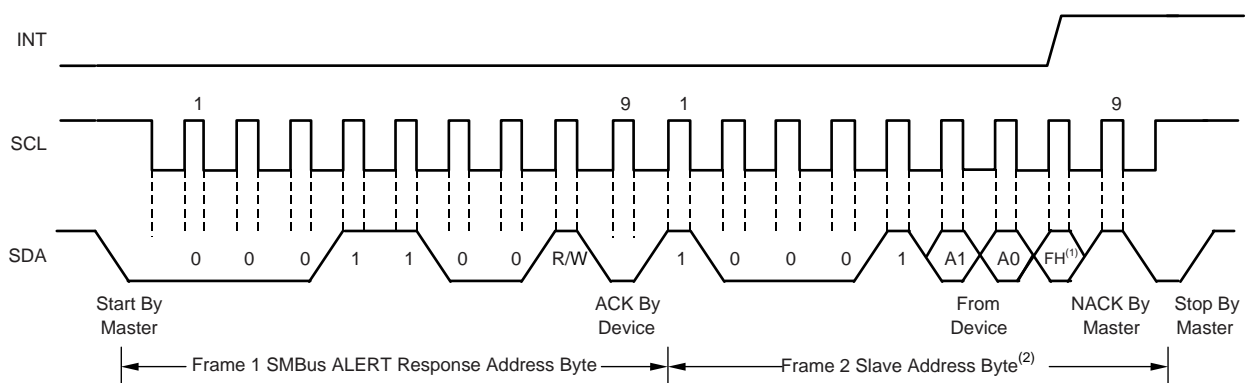 INT
1 9 1 9
SCL
SDA
0 0 0 1 1 0 0 R/W 1 0 0 0 1 A1 A0 FH(1)
Start By Master
ACK By Device
From Device
NACK By Master
Stop By Master
Frame 1 SMBus ALERT Response Address Byte
Frame 2 Slave Address Byte(2)